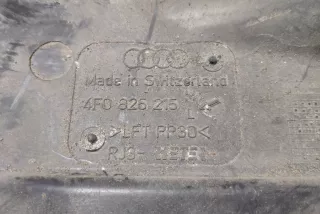 Made in Switzerland
4F0 825 215
L
>LFT PP30<